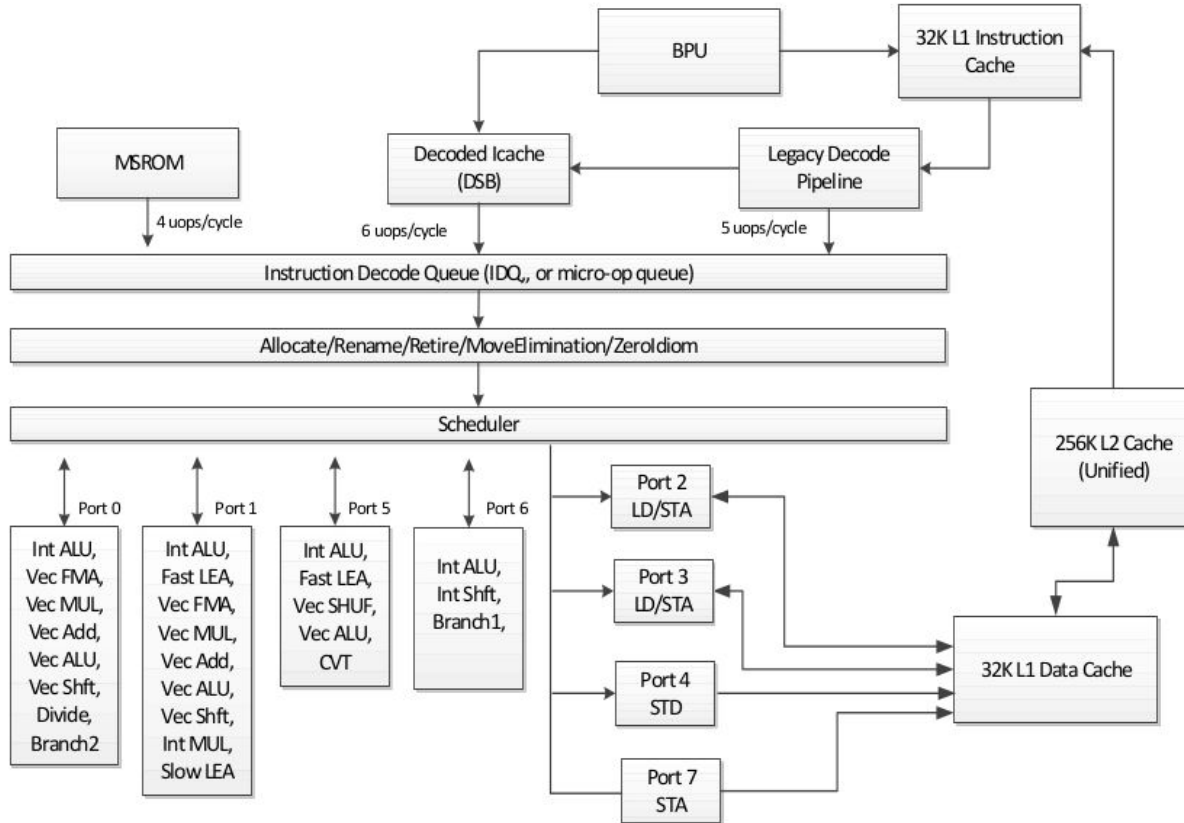 BPU
32K L1 Instruction
Cache
MSROM
Decoded Icache
(DSB)
Legacy Decode
Pipeline
4 uops/cycle
6 uops/cycle
5 uops/cycle
Instruction Decode Queue (IDQ,, or micro-op queue)
Allocate/Rename/Retire/MoveElimination/ZeroIdiom
Scheduler
256K L2 Cache
(Unified)
Port 0
Int ALU,
Vec FMA,
Vec MUL,
Vec Add,
Vec ALU,
Vec Shft,
Divide,
Branch2
Port 1
Int ALU,
Fast LEA,
Vec FMA,
Vec MUL,
Vec Add,
Vec ALU,
Vec Shft,
Int MUL,
Slow LEA
Port 5
Int ALU,
Fast LEA,
Vec SHUF,
Vec ALU,
CVT
Port 6
Int ALU,
Int Shft,
Branch1,
Port 2
LD/STA
Port 3
LD/STA
Port 4
STD
Port 7
STA
32K L1 Data Cache